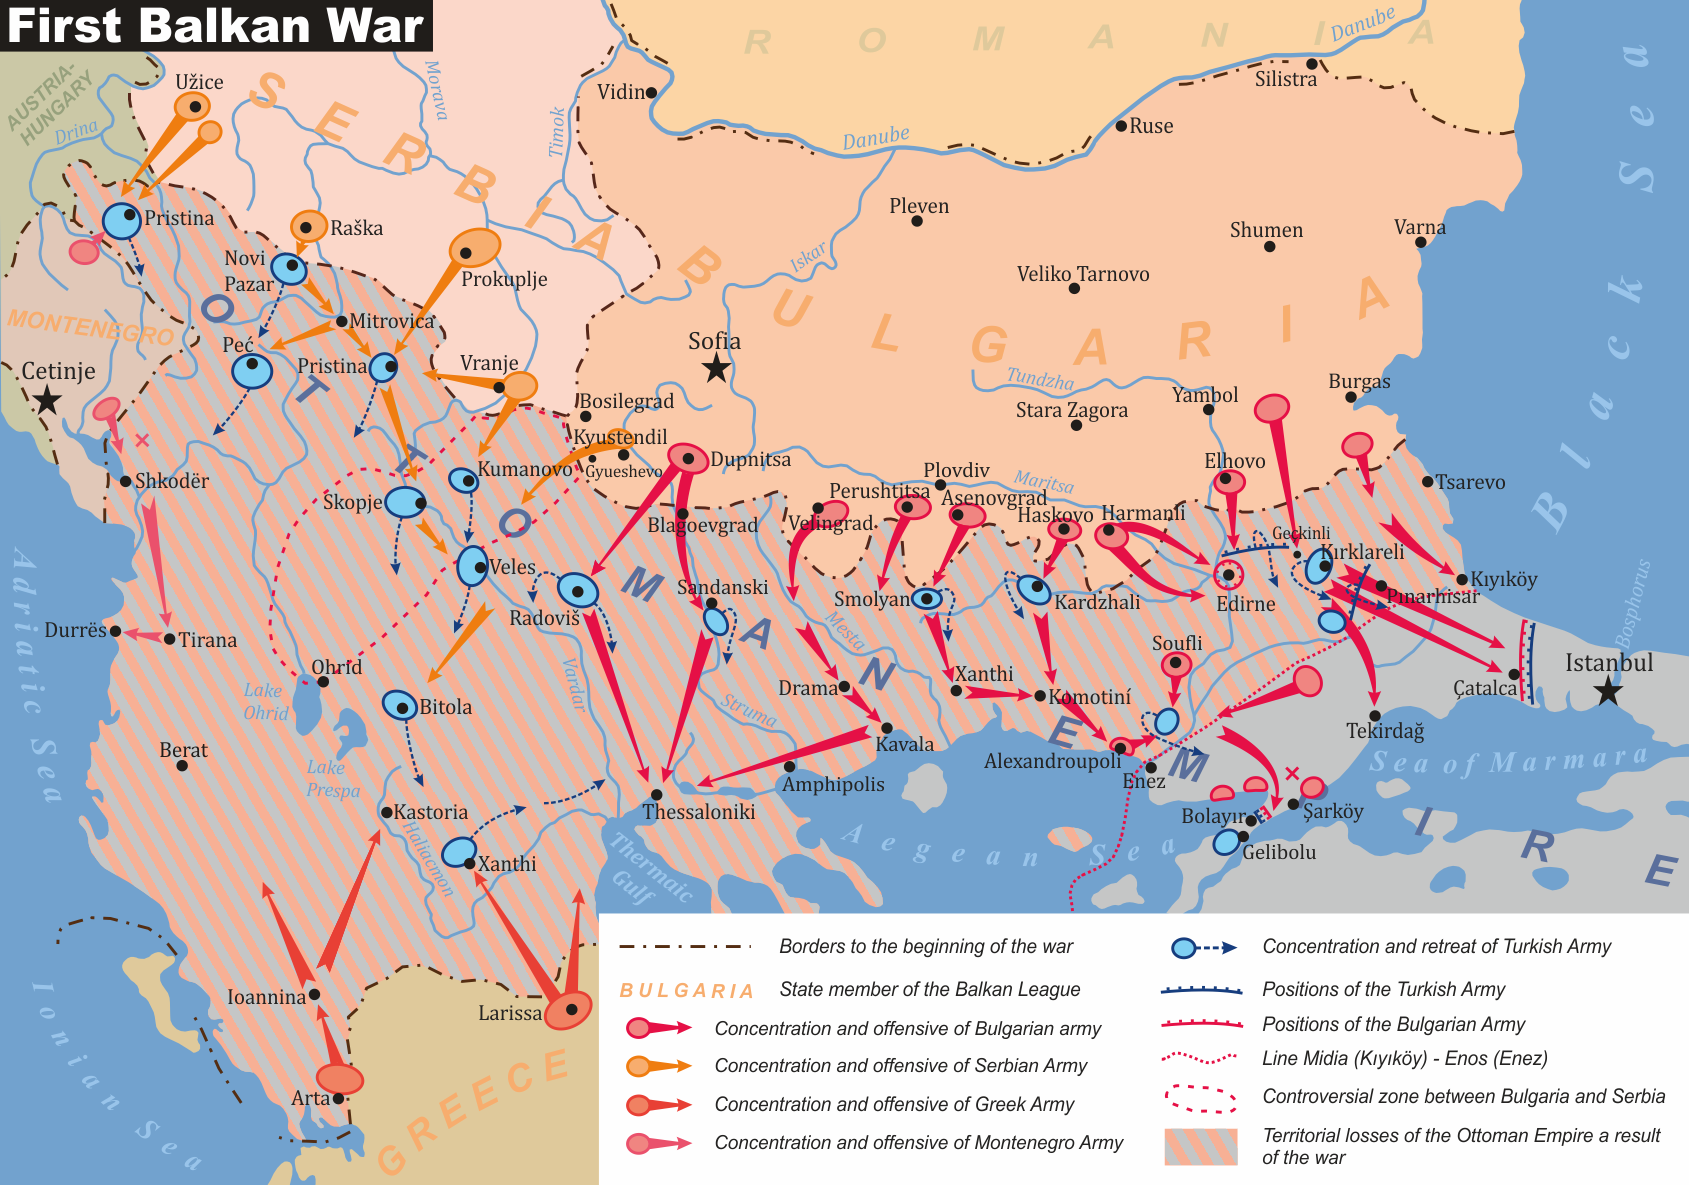 First Balkan War
AUSTRIA-
HUNGARY
Drina
Užice
Morava
Timok
Vidin
R O M A N I A
Danube
Silistra
Danube
Ruse
Black Sea
SERBIA
Pristina
Raška
Novi
Pazar
Prokuplje
Mitrovica
MONTENEGRO
Peć
Pristina
Vranje
Cetinje
Iskar
Pleven
Veliko Tarnovo
Shumen
Varna
BULGARIA
Sofia
Tundzha
Stara Zagora
Yambol
Burgas
Bosilegrad
Kyustendil
Gyueshevo
Dupnitsa
Kumanovo
Skopje
Shkodër
Blagoevgrad
Velingrad
Perushtitsa
Plovdiv
Asenovgrad
Maritsa
Haskovo
Harmanli
Elhovo
Geçkinli
Kırklareli
Tsarevo
Kıyıköy
Pınarhisar
Edirne
Veles
Radoviš
Sandanski
Smolyan
Kardzhali
Soufli
Durrës
Tirana
Ohrid
Lake
Ohrid
Vardar
Mesta
Struma
Drama
Xanthi
Komotiní
Bosphorus
Istanbul
Çatalca
Tekirdağ
Bitola
Kavala
Alexandroupoli
Enez
Berat
Lake
Prespa
Amphipolis
Thessaloniki
Kastoria
Haliacmon
Xanthi
Bolayır
Şarköy
Gelibolu
Sea of Marmara
Aegean Sea
Thermaic
Gulf
Adriatic Sea
OTTOMAN EMPIRE
Ionian Sea
Ioannina
Larissa
Arta
GREECE
Borders to the beginning of the war
BULGARIA
State member of the Balkan League
Concentration and offensive of Bulgarian army
Concentration and offensive of Serbian Army
Concentration and offensive of Greek Army
Concentration and offensive of Montenegro Army
Concentration and retreat of Turkish Army
Positions of the Turkish Army
Positions of the Bulgarian Army
Line Midia (Kıyıköy) - Enos (Enez)
Controversial zone between Bulgaria and Serbia
Territorial losses of the Ottoman Empire a result
of the war